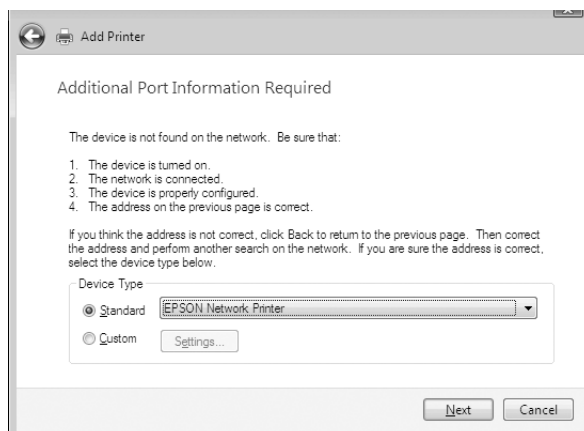 Add Printer
Additional Port Information Required
The device is not found on the network. Be sure that:
1. The device is turned on.
2. The network is connected.
3. The device is properly configured.
4. The address on the previous page is correct.
If you think the address is not correct, click Back to return to the previous page. Then correct
the address and perform another search on the network. If you are sure the address is correct,
select the device type below.
Device Type
Standard EPSON Network Printer
Custom Settings...
Next Cancel